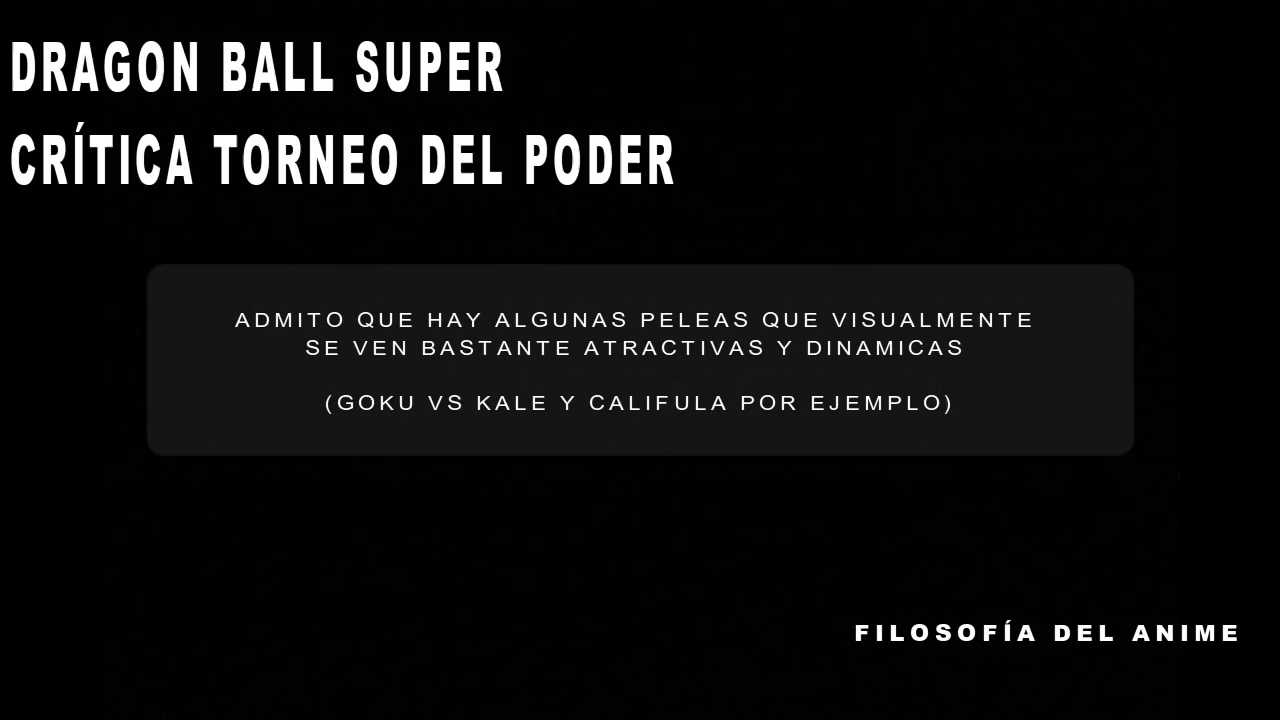 DRAGON BALL SUPER
CRÍTICA TORNEO DEL PODER
ADMITO QUE HAY ALGUNAS PELEAS QUE VISUALMENTE
SE VEN BASTANTE ATRACTIVAS Y DINAMICAS
(GOKU VS KALE Y CALIFULA POR EJEMPLO)
FILOSOFÍA DEL ANIME